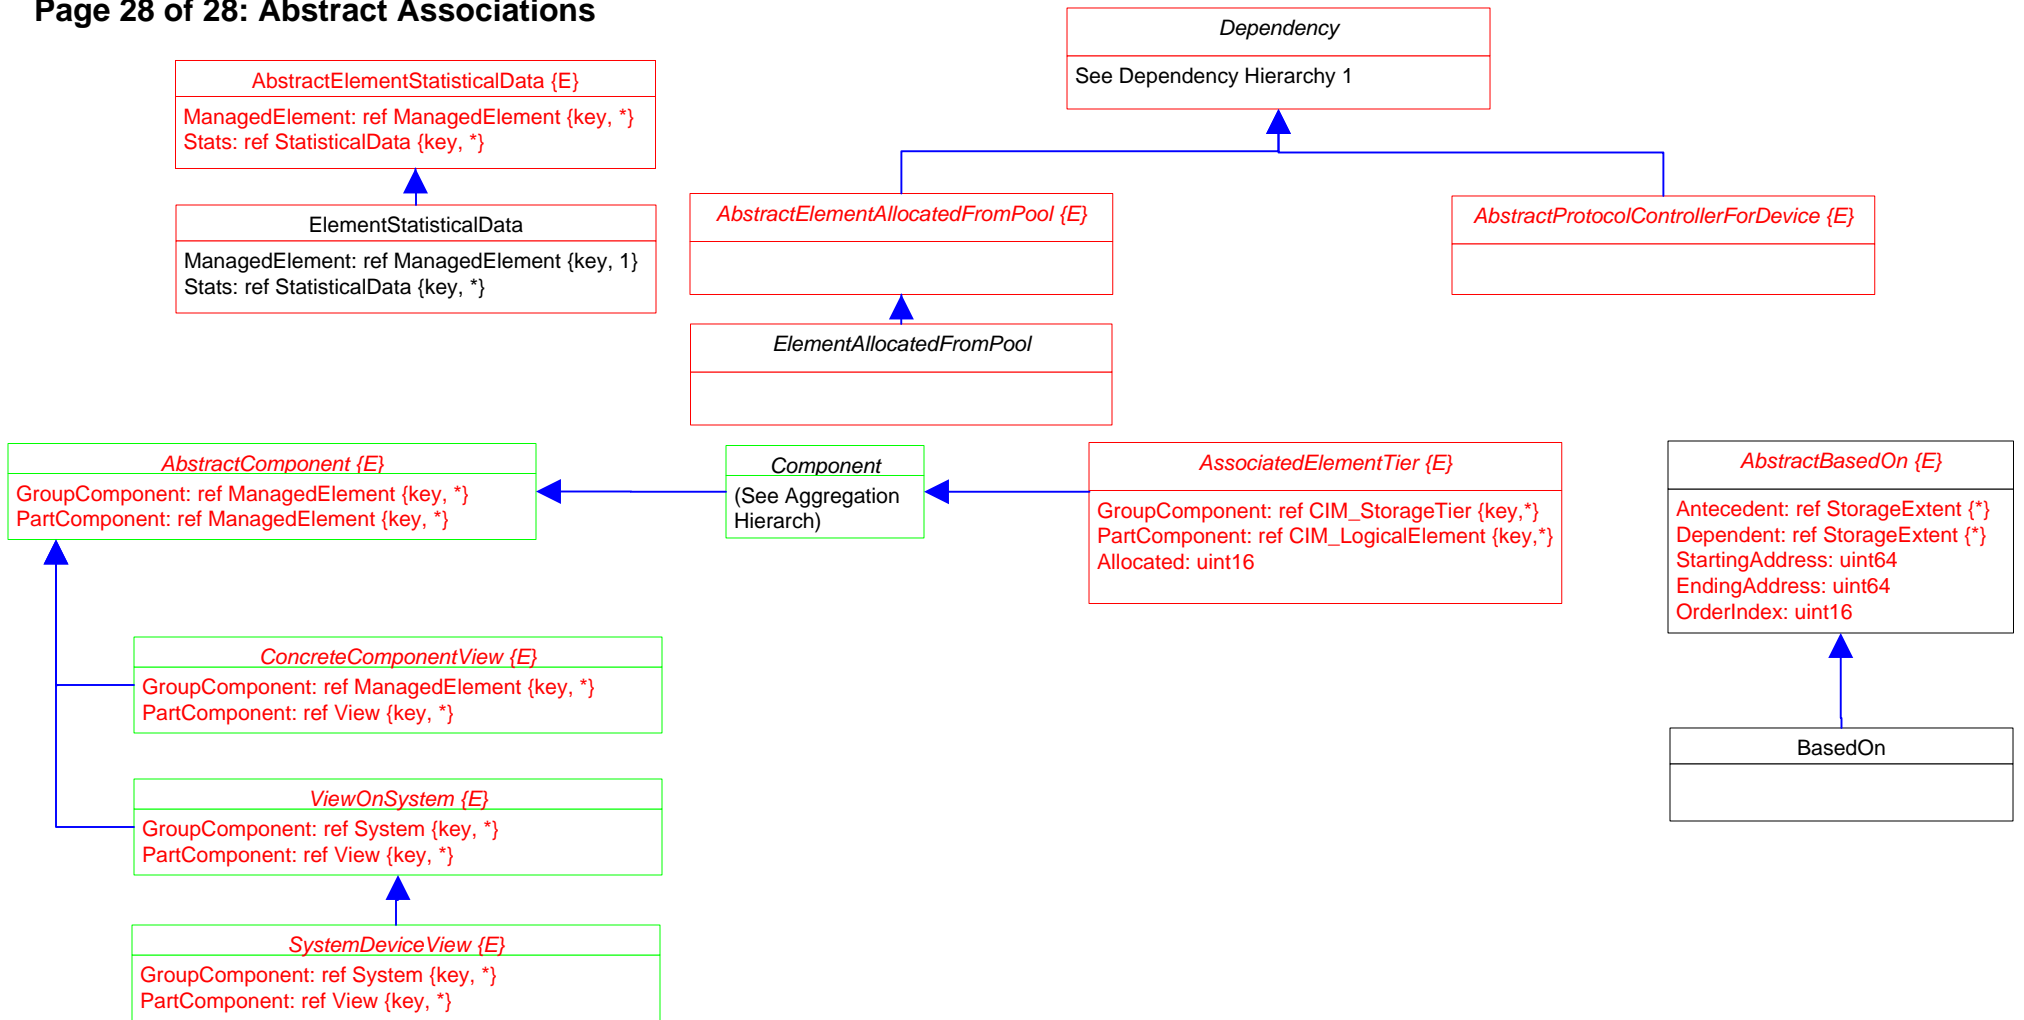 Page 28 of 28: Abstract Associations
Dependency
See Dependency Hierarchy 1
AbstractElementStatisticalData {E}
ManagedElement: ref ManagedElement {key, *}
Stats: ref StatisticalData {key, *}
ElementStatisticalData
ManagedElement: ref ManagedElement {key, 1}
Stats: ref StatisticalData {key, *}
AbstractElementAllocatedFromPool {E}
AbstractProtocolControllerForDevice {E}
ElementAllocatedFromPool
AbstractComponent {E}
GroupComponent: ref ManagedElement {key, *}
PartComponent: ref ManagedElement {key, *}
Component
(See Aggregation
Hierarch)
AssociatedElementTier {E}
GroupComponent: ref CIM_StorageTier {key,*}
PartComponent: ref CIM_LogicalElement {key,*}
Allocated: uint16
AbstractBasedOn {E}
Antecedent: ref StorageExtent {*}
Dependent: ref StorageExtent {*}
StartingAddress: uint64
EndingAddress: uint64
OrderIndex: uint16
ConcreteComponentView {E}
GroupComponent: ref ManagedElement {key, *}
PartComponent: ref View {key, *}
BasedOn
ViewOnSystem {E}
GroupComponent: ref System {key, *}
PartComponent: ref View {key, *}
SystemDeviceView {E}
GroupComponent: ref System {key, *}
PartComponent: ref View {key, *}